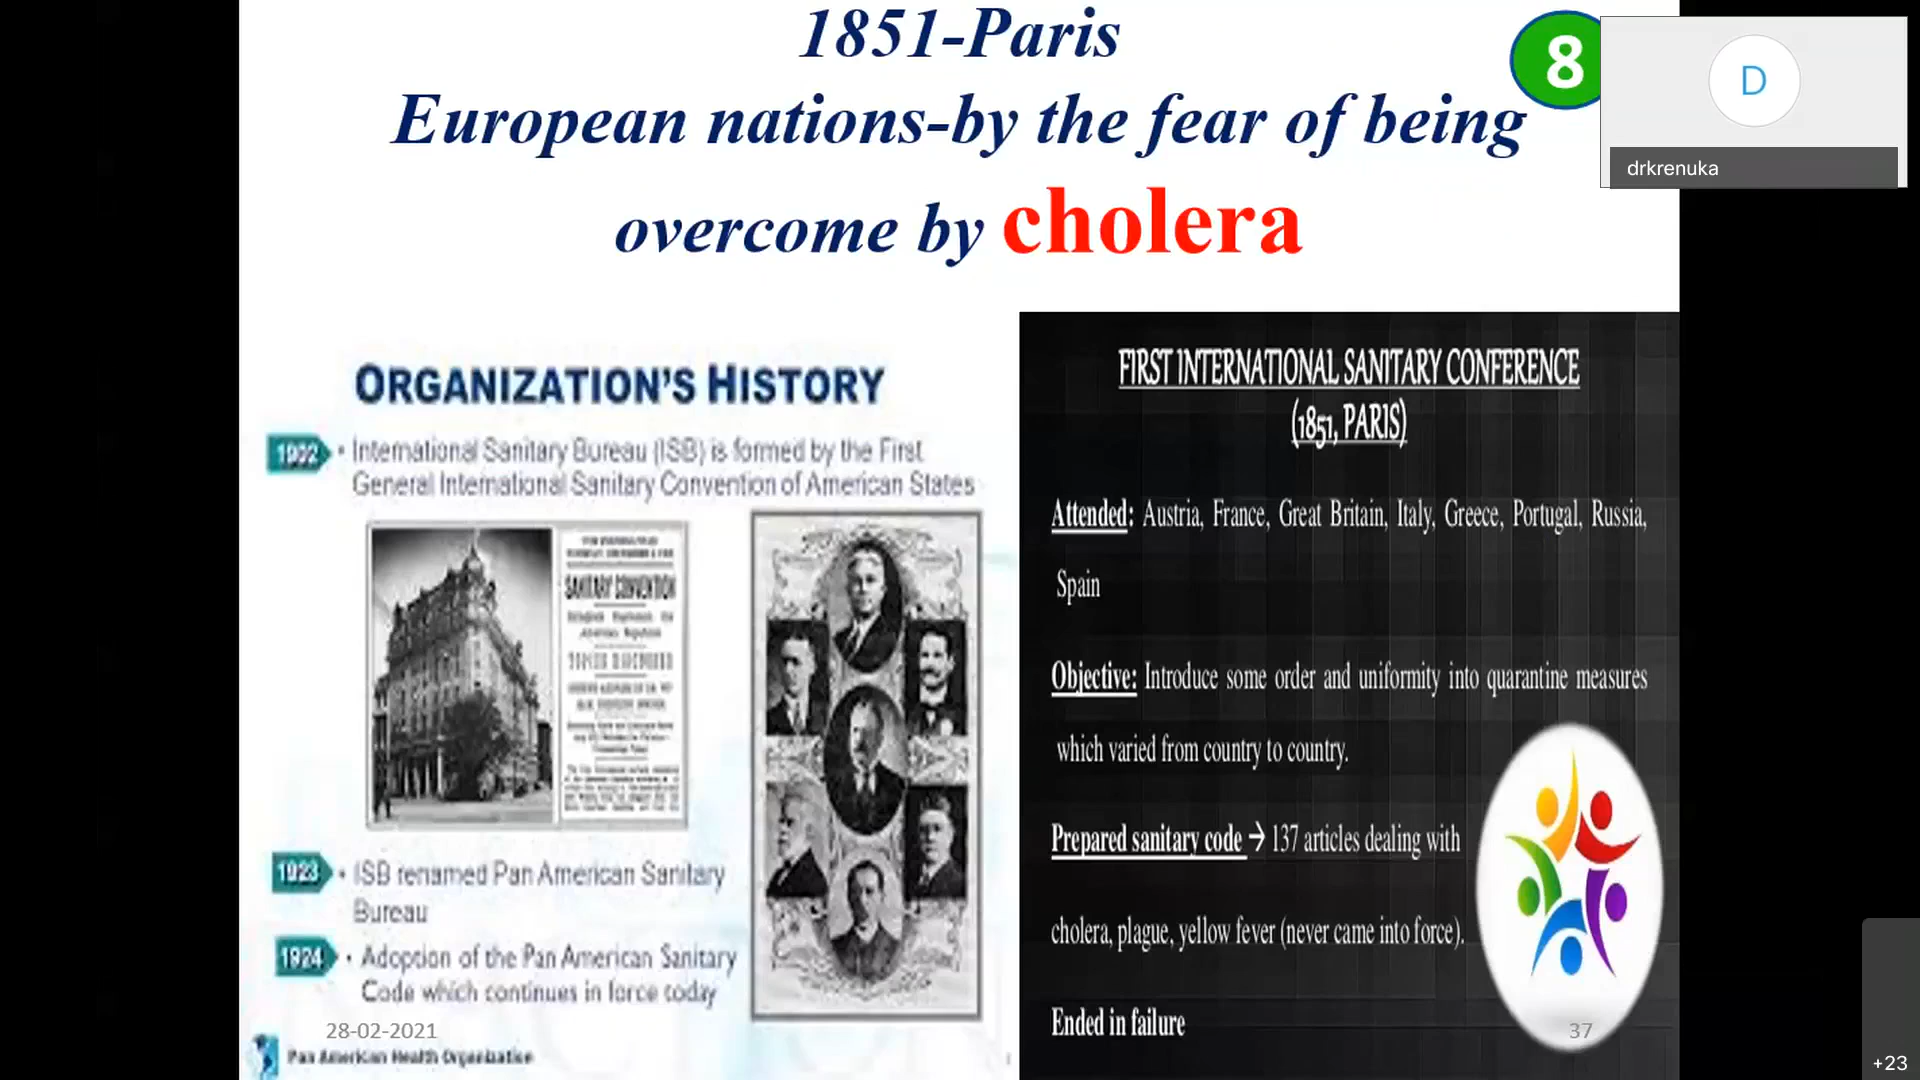 1851-Paris
European nations-by the fear of being
overcome by cholera
8
D
drkrenuka
ORGANIZATION'S HISTORY
1902 • International Sanitary Bureau (ISB) is formed by the First
General International Sanitary Convention of American States
SANITARY CONVENTION
1923 • ISB renamed Pan American Sanitary
Bureau
1924 • Adoption of the Pan American Sanitary
Code which continues in force today
28-02-2021
Pan American Health Organization
FIRST INTERNATIONAL SANITARY CONFERENCE
(1851, PARIS)
Attended: Austria, France, Great Britain, Italy, Greece, Portugal, Russia,
Spain
Objective: Introduce some order and uniformity into quarantine measures
which varied from country to country.
Prepared sanitary code → 137 articles dealing with
cholera, plague, yellow fever (never came into force).
Ended in failure
37
+23